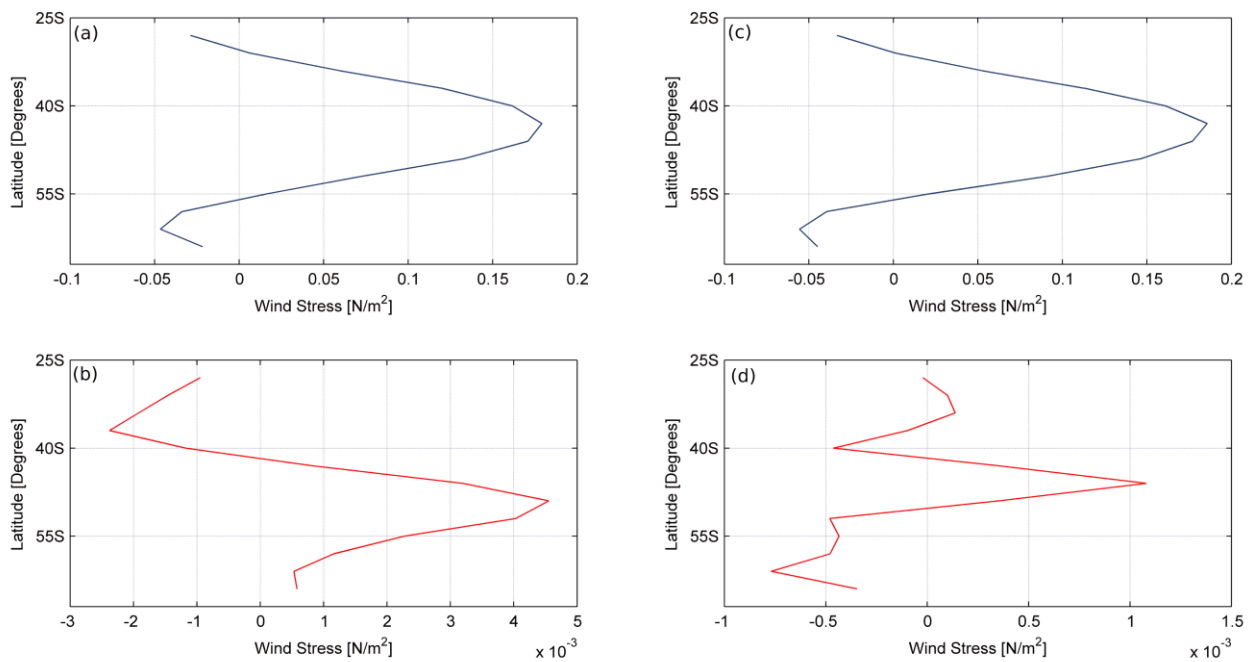 (a)
25S
40S
55S
Latitude [Degrees]
-0.1 -0.05 0 0.05 0.1 0.15 0.2
Wind Stress [N/m²]
(c)
25S
40S
55S
Latitude [Degrees]
-0.1 -0.05 0 0.05 0.1 0.15 0.2
Wind Stress [N/m²]
(b)
25S
40S
55S
Latitude [Degrees]
-3 -2 -1 0 1 2 3 4 5
Wind Stress [N/m²]
x 10⁻³
(d)
25S
40S
55S
Latitude [Degrees]
-1 -0.5 0 0.5 1 1.5
Wind Stress [N/m²]
x 10⁻³